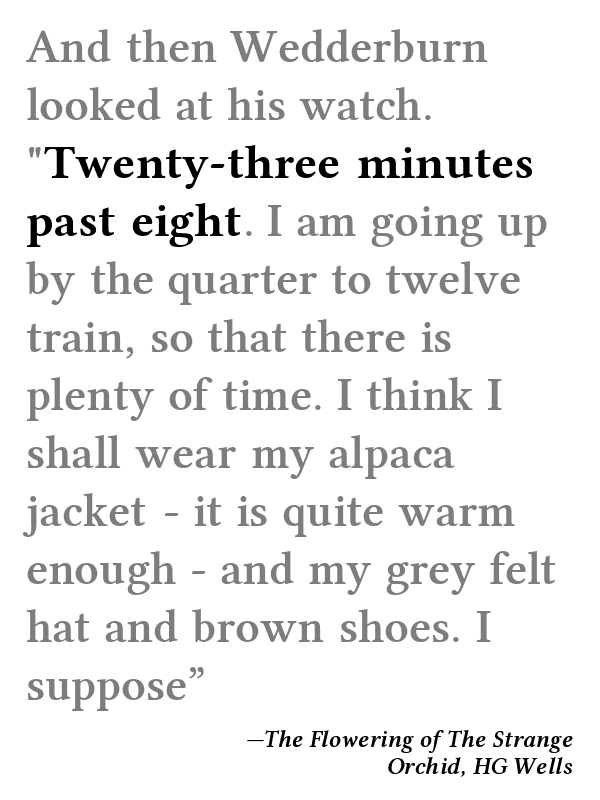 And then Wedderburn
looked at his watch.
"Twenty-three minutes
past eight. I am going up
by the quarter to twelve
train, so that there is
plenty of time. I think I
shall wear my alpaca
jacket - it is quite warm
enough - and my grey felt
hat and brown shoes. I
suppose”
—The Flowering of The Strange
Orchid, HG Wells